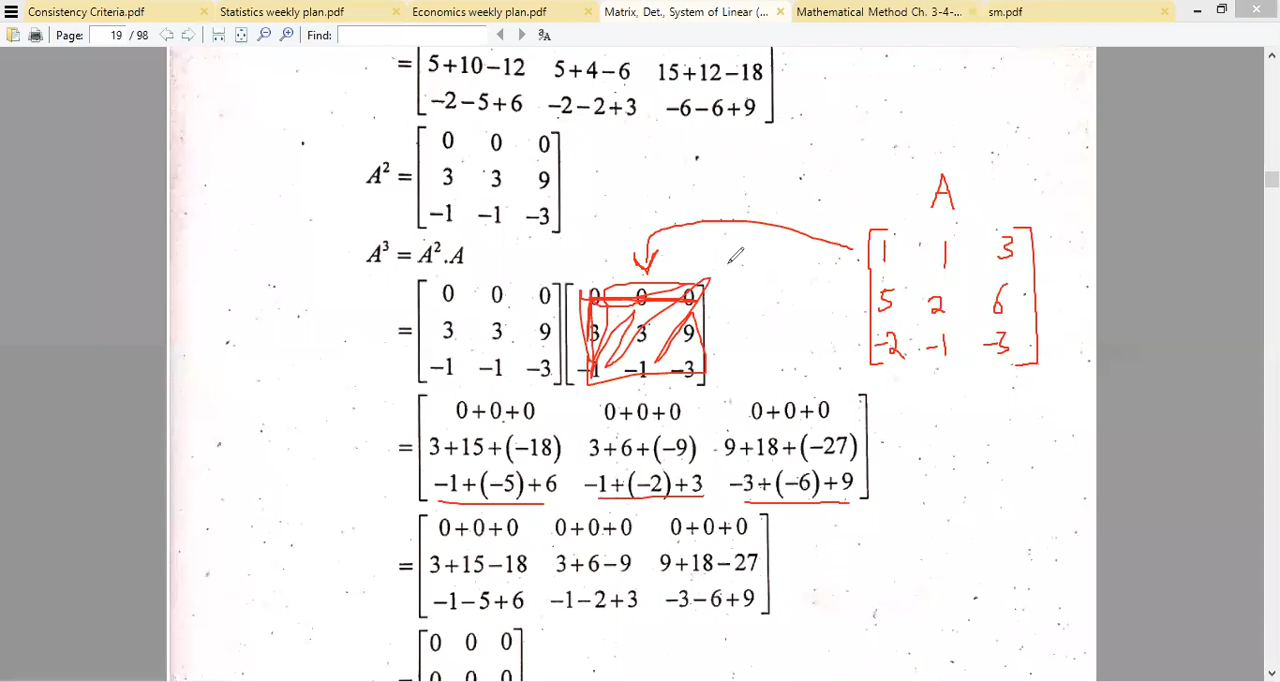 Consistency Criteria.pdf × Statistics weekly plan.pdf × Economics weekly plan.pdf × Matrix, Det., System of Linear (... × Mathematical Method Ch. 3-4-... × sm.pdf ×
Page: 19 / 98 Find:
= [5+10−12 5+4−6 15+12−18
−2−5+6 −2−2+3 −6−6+9]
A² = [0 0 0
3 3 9
−1 −1 −3]
A³ = A².A
= [0 0 0
3 3 9
−1 −1 −3] [0 0 0
3 3 9
−1 −1 −3]
A
[1 1 3
5 2 6
−2 −1 −3]
= [0+0+0 0+0+0 0+0+0
3+15+(−18) 3+6+(−9) 9+18+(−27)
−1+(−5)+6 −1+(−2)+3 −3+(−6)+9]
= [0+0+0 0+0+0 0+0+0
3+15−18 3+6−9 9+18−27
−1−5+6 −1−2+3 −3−6+9]
= [0 0 0
0 0 0